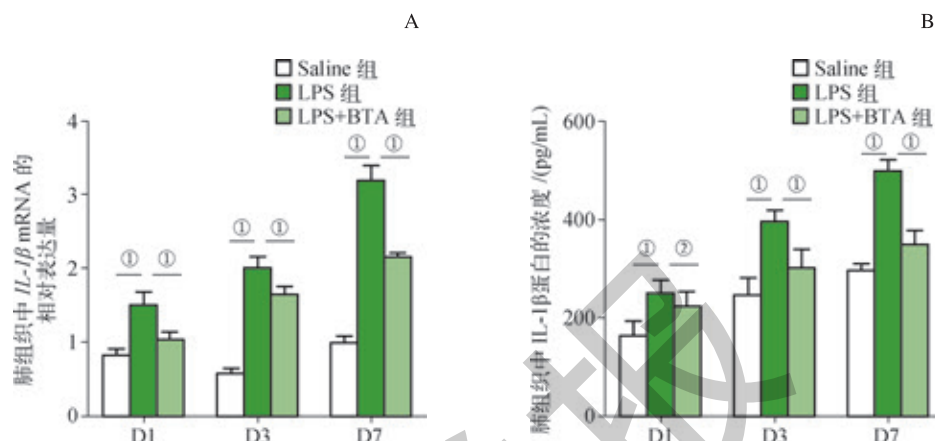 A
Saline 组
LPS 组
LPS+BTA 组
肺组织中 IL-1β mRNA 的
相对表达量
4
3
2
1
0
① ①
① ①
① ①
D1 D3 D7
B
Saline 组
LPS 组
LPS+BTA 组
肺组织中 IL-1β蛋白的浓度 /(pg/mL)
600
400
200
0
① ②
① ①
① ①
D1 D3 D7